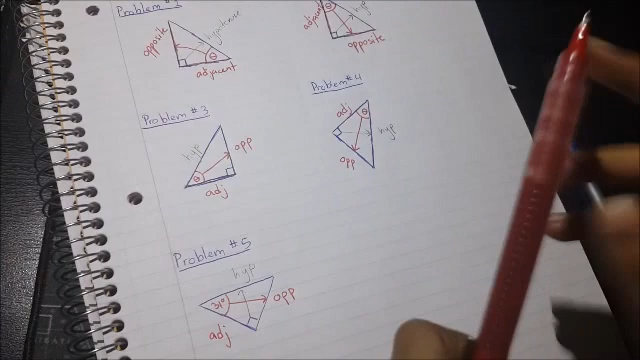 Problem #1
opposite
hypotenuse
θ
adjacent
adjacent
θ
hyp
opposite
Problem #3
hyp
opp
θ
adj
Problem #4
adj
θ
hyp
opp
Problem #5
hyp
31°
opp
adj